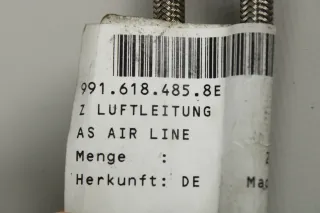 991.618.485.8E
Z LUFTLEITUNG
AS AIR LINE
Menge :
Herkunft: DE